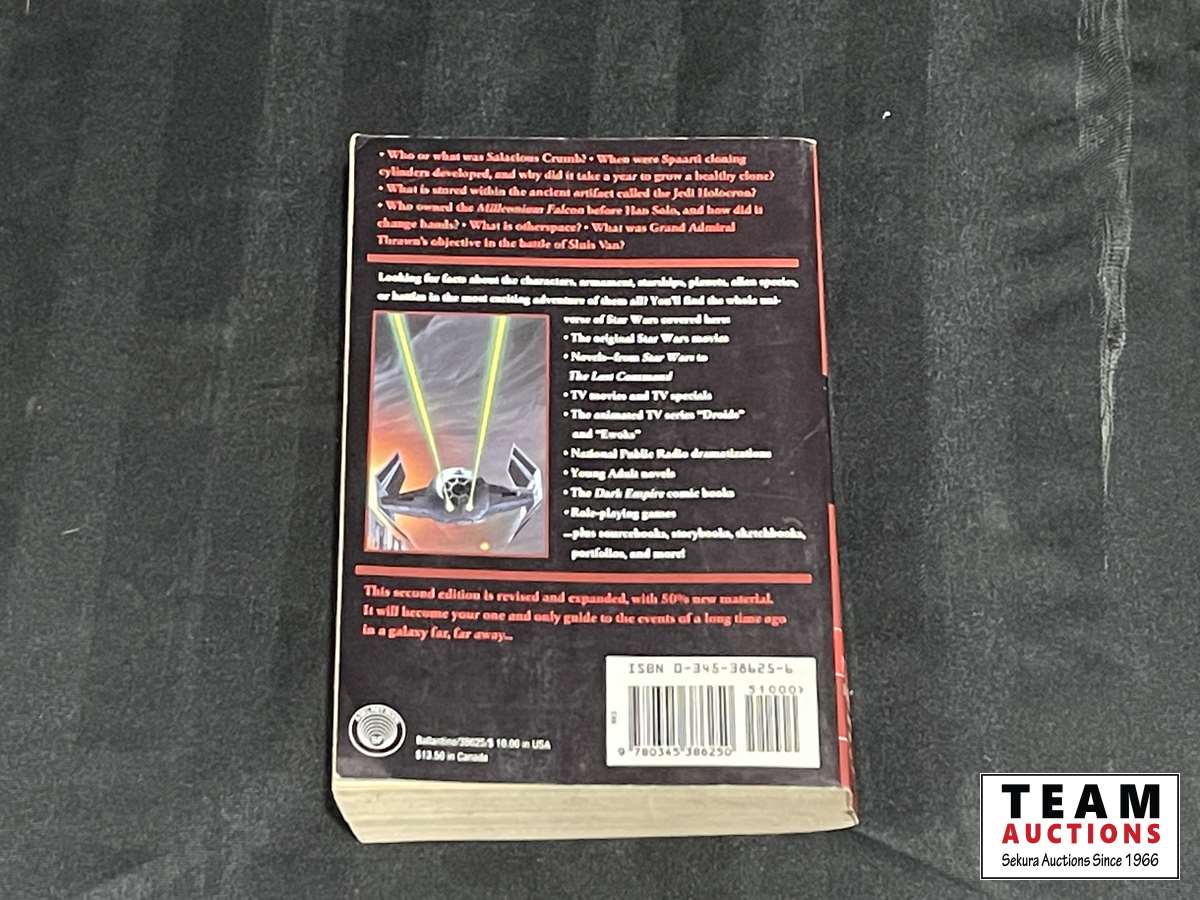 • Who or what was Salacious Crumb? • When were Spaarti cloning
cylinders developed, and why did it take a year to grow a healthy clone?
• What is stored within the ancient artifact called the Jedi Holocron?
• Who owned the Millennium Falcon before Han Solo, and how did it
change hands? • What is otherspace? • What was Grand Admiral
Thrawn's objective in the battle of Sluis Van?
Looking for facts about the characters, armament, starships, planets, alien species,
or battles in the most exciting adventure of them all? You'll find the whole uni-
verse of Star Wars covered here:
• The original Star Wars movies
• Novels—from Star Wars to
The Last Command
• TV movies and TV specials
• The animated TV series "Droids"
and "Ewoks"
• National Public Radio dramatizations
• Young Adult novels
• The Dark Empire comic books
• Role-playing games
...plus sourcebooks, storybooks, sketchbooks,
portfolios, and more!
This second edition is revised and expanded, with 50% new material.
It will become your one and only guide to the events of a long time ago
in a galaxy far, far away...
ISBN 0-345-38625-6
51000>
9 780345 386250
Ballantine/38625/$ 10.00 in USA
$13.50 in Canada
TEAM
AUCTIONS
Sekura Auctions Since 1966